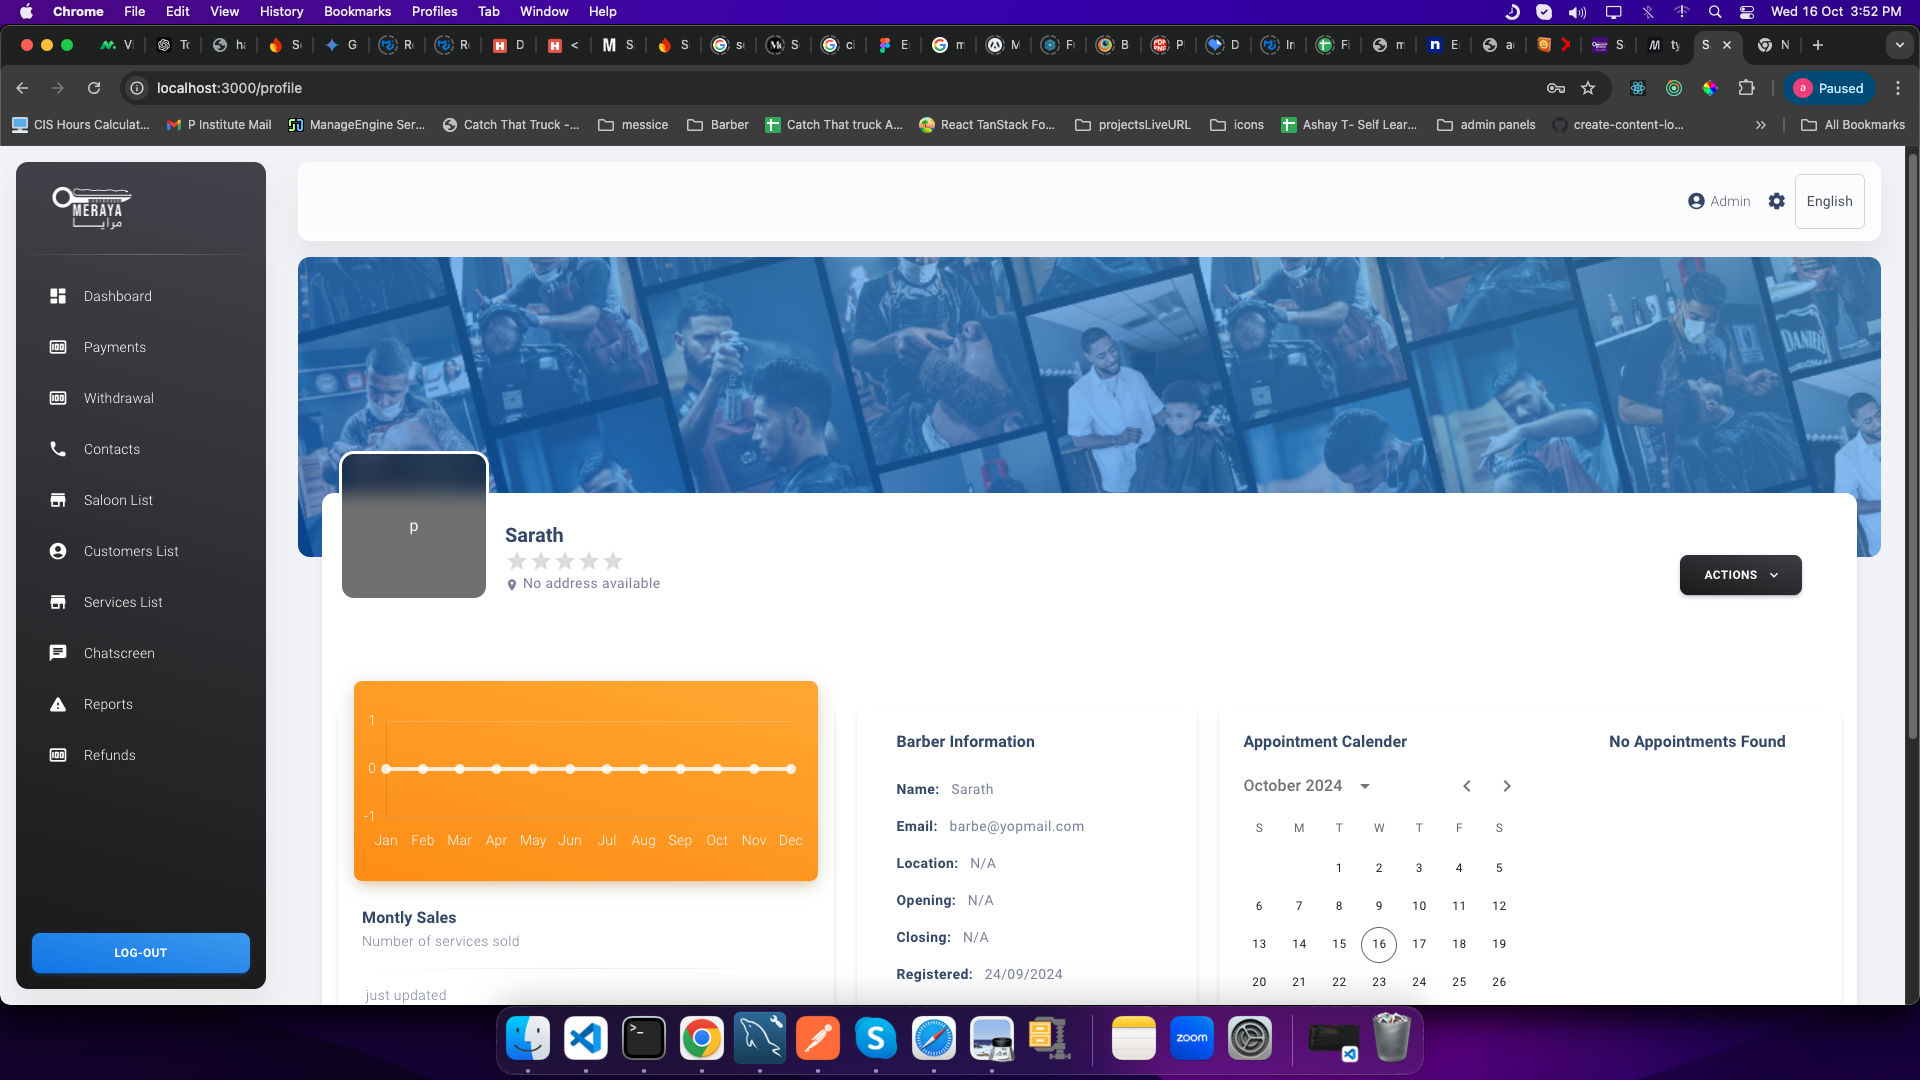 Chrome File Edit View History Bookmarks Profiles Tab Window Help Wed 16 Oct 3:52 PM
localhost:3000/profile
a Paused
CIS Hours Calculat... P Institute Mail ManageEngine Ser... Catch That Truck -... messice Barber Catch That truck A... React TanStack Fo... projectsLiveURL icons Ashay T- Self Lear... admin panels create-content-lo... » All Bookmarks
MERAYA
مرايا
Admin English
Dashboard
Payments
Withdrawal
Contacts
Saloon List
Customers List
Services List
Chatscreen
Reports
Refunds
LOG-OUT
DANIEL'S
p
Sarath
No address available
ACTIONS
1
0
-1
Jan Feb Mar Apr May Jun Jul Aug Sep Oct Nov Dec
Montly Sales
Number of services sold
just updated
Barber Information
Name: Sarath
Email: barbe@yopmail.com
Location: N/A
Opening: N/A
Closing: N/A
Registered: 24/09/2024
Appointment Calender
October 2024
S M T W T F S
1 2 3 4 5
6 7 8 9 10 11 12
13 14 15 16 17 18 19
20 21 22 23 24 25 26
No Appointments Found
zoom